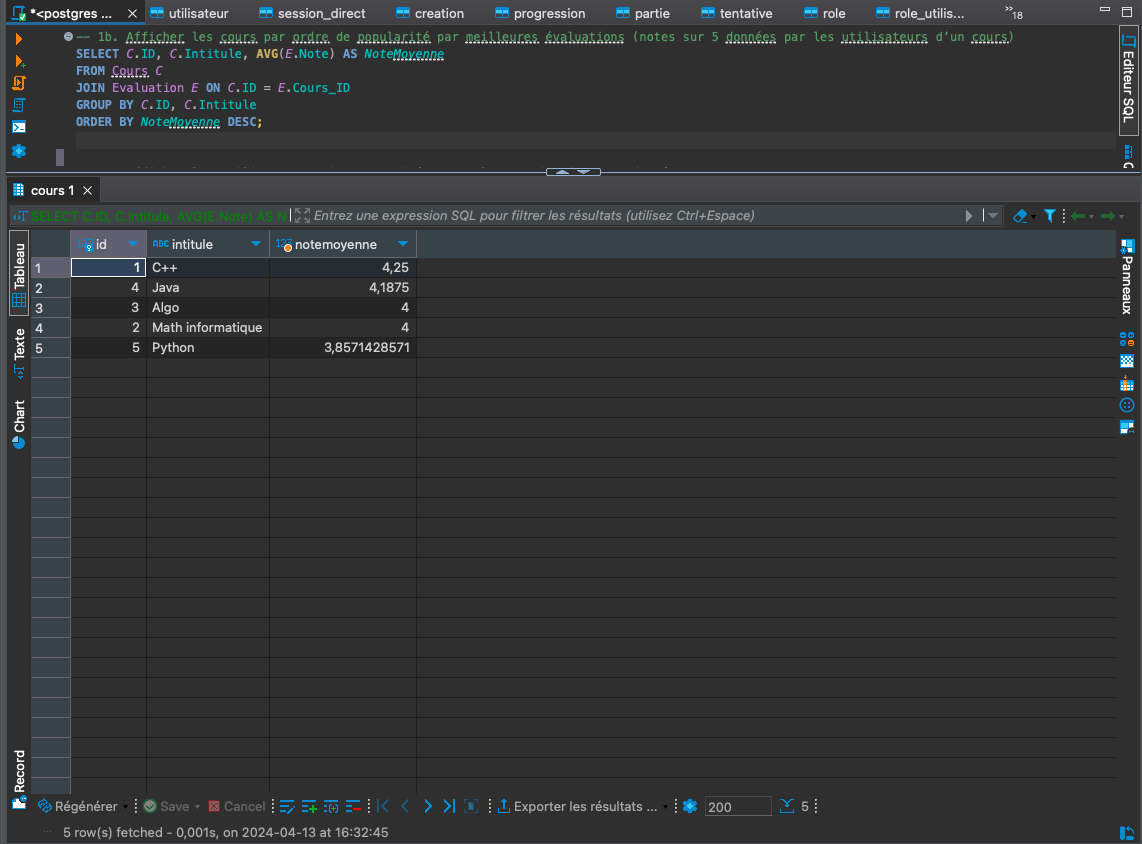 *<postgres ...
utilisateur
session_direct
creation
progression
partie
tentative
role
role_utilis...
»18
-- 1b. Afficher les cours par ordre de popularité par meilleures évaluations (notes sur 5 données par les utilisateurs d'un cours)
SELECT C.ID, C.Intitule, AVG(E.Note) AS NoteMoyenne
FROM Cours C
JOIN Evaluation E ON C.ID = E.Cours_ID
GROUP BY C.ID, C.Intitule
ORDER BY NoteMoyenne DESC;
Editeur SQL
cours 1
SELECT C.ID, C.Intitule, AVG(E.Note) AS N
Entrez une expression SQL pour filtrer les résultats (utilisez Ctrl+Espace)
Tableau
Texte
Chart
Record
Panneaux
123 id ABC intitule 123 notemoyenne
1 1 C++ 4,25
2 4 Java 4,1875
3 3 Algo 4
4 2 Math informatique 4
5 5 Python 3,8571428571
Régénérer
Save
Cancel
Exporter les résultats ...
200
5
5 row(s) fetched - 0,001s, on 2024-04-13 at 16:32:45